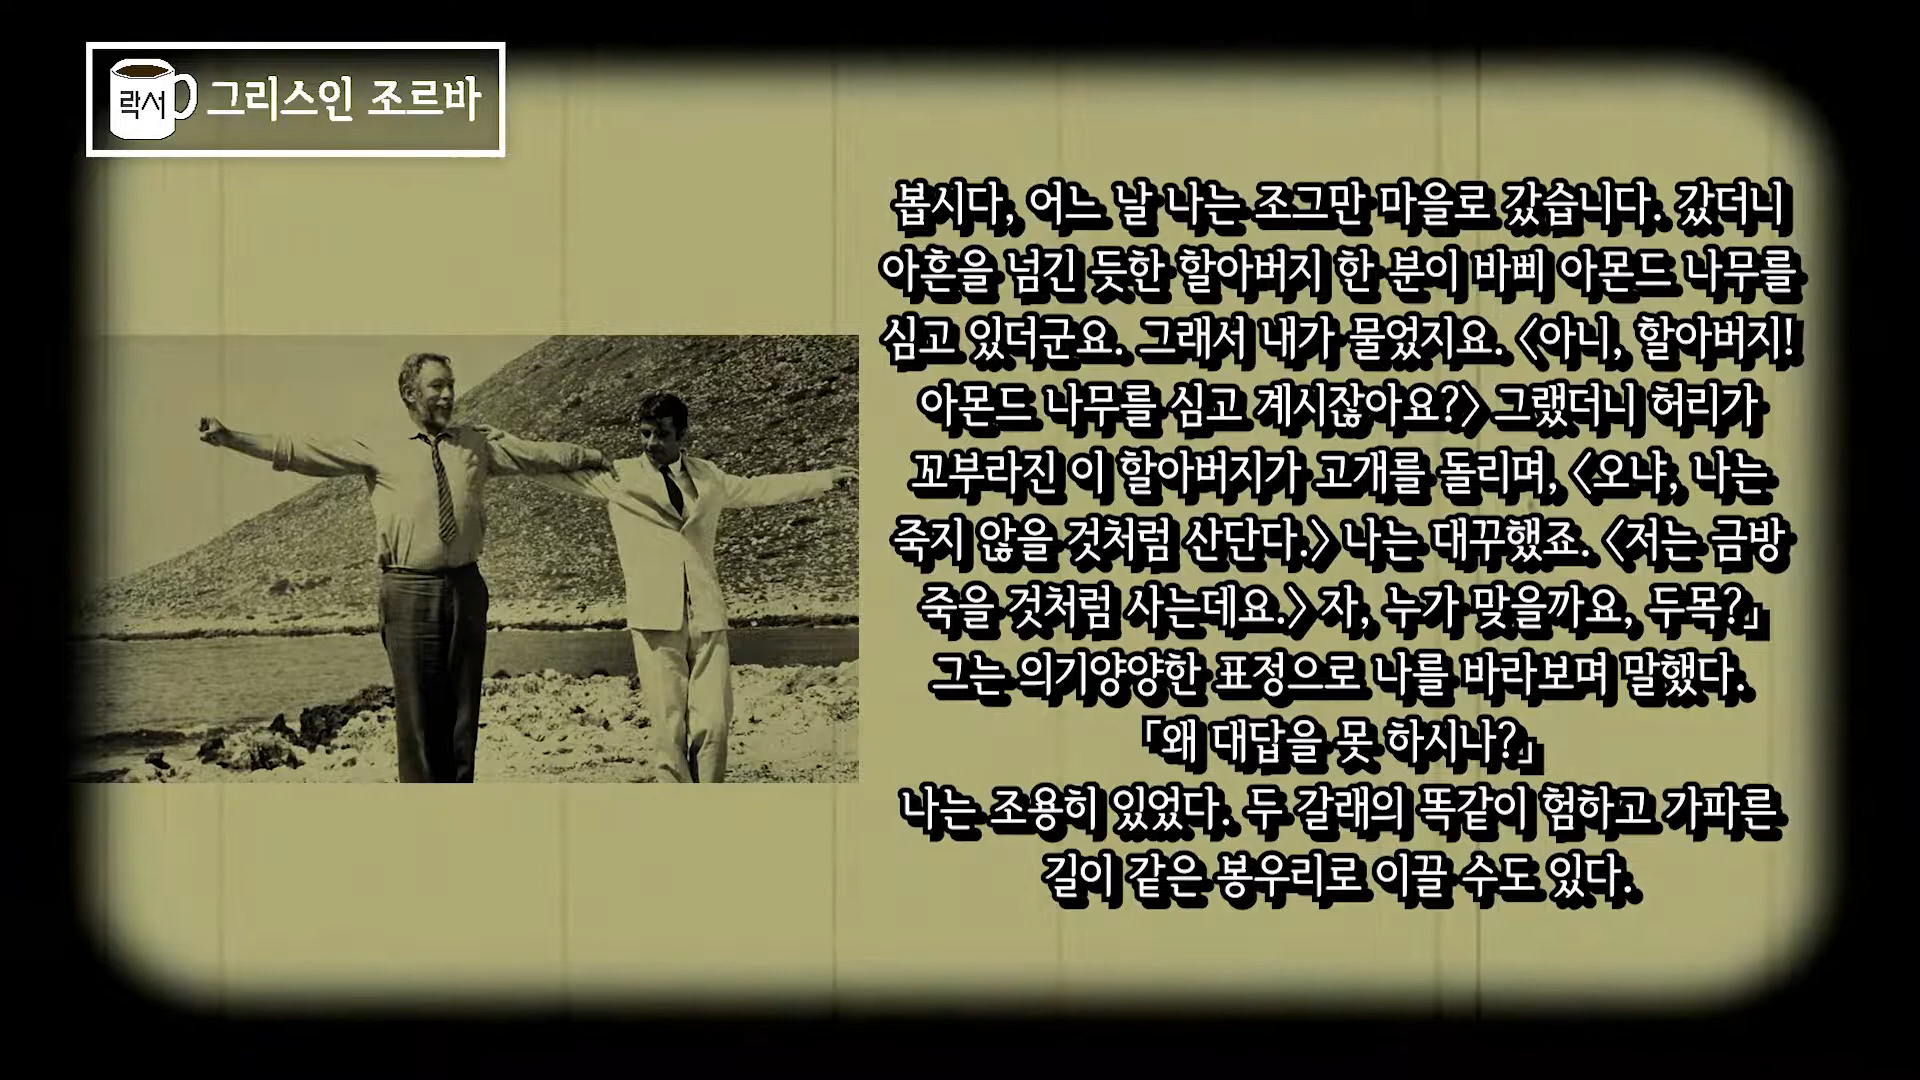 락서 그리스인 조르바
봅시다, 어느 날 나는 조그만 마을로 갔습니다. 갔더니
아흔을 넘긴 듯한 할아버지 한 분이 바삐 아몬드 나무를
심고 있더군요. 그래서 내가 물었지요. 〈아니, 할아버지!
아몬드 나무를 심고 계시잖아요?〉 그랬더니 허리가
꼬부라진 이 할아버지가 고개를 돌리며, 〈오냐, 나는
죽지 않을 것처럼 산단다.〉 나는 대꾸했죠. 〈저는 금방
죽을 것처럼 사는데요.〉 자, 누가 맞을까요, 두목?」
그는 의기양양한 표정으로 나를 바라보며 말했다.
「왜 대답을 못 하시나?」
나는 조용히 있었다. 두 갈래의 똑같이 험하고 가파른
길이 같은 봉우리로 이끌 수도 있다.